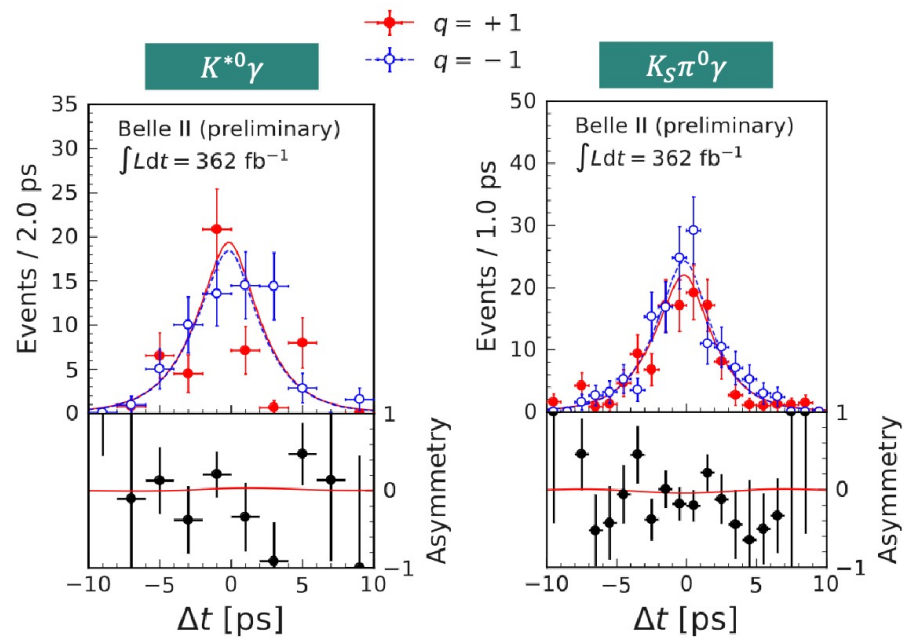 q = +1
q = −1
K*⁰γ
K_Sπ⁰γ
Belle II (preliminary)
∫Ldt = 362 fb⁻¹
Events / 2.0 ps
35
30
25
20
15
10
5
0
1
0
−1
Asymmetry
−10 −5 0 5 10
Δt [ps]
Belle II (preliminary)
∫Ldt = 362 fb⁻¹
Events / 1.0 ps
50
40
30
20
10
0
1
0
−1
Asymmetry
−10 −5 0 5 10
Δt [ps]